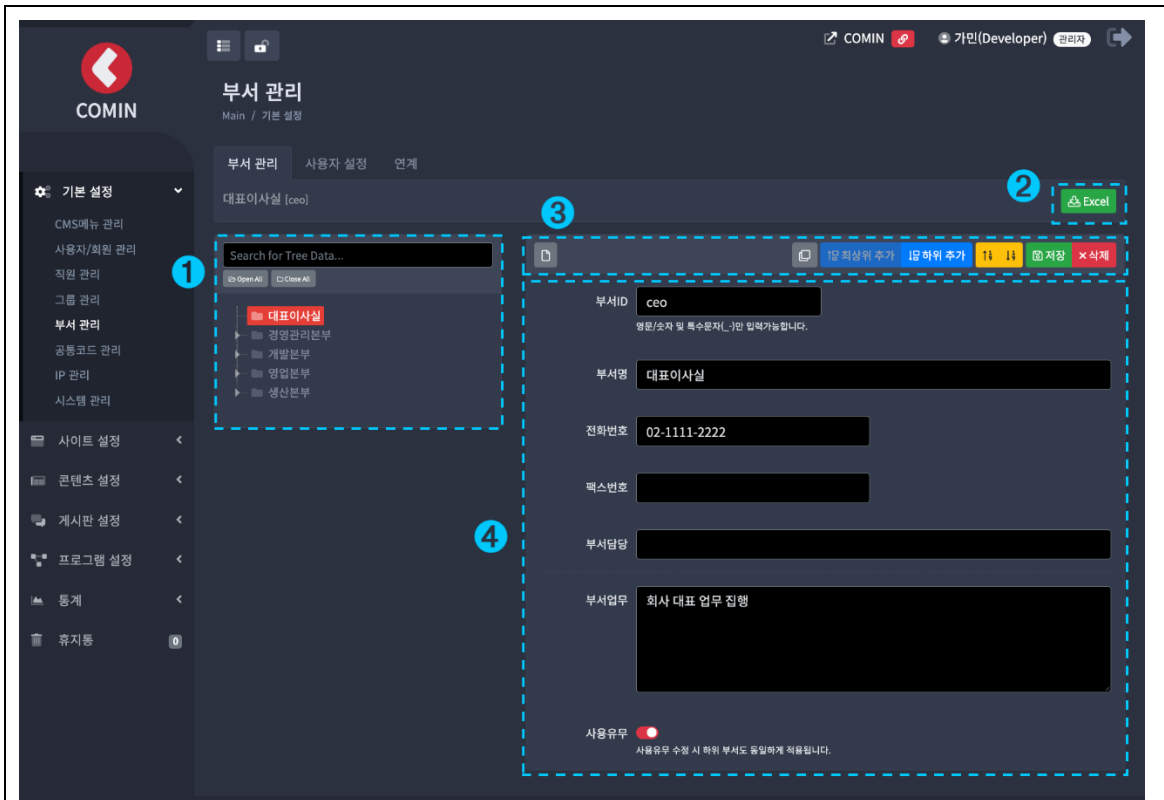 COMIN
가민(Developer) 관리자
COMIN
부서 관리
Main / 기본 설정
부서 관리 사용자 설정 연계
대표이사실 [ceo]
2
Excel
기본 설정
CMS메뉴 관리
사용자/회원 관리
직원 관리
그룹 관리
부서 관리
공통코드 관리
IP 관리
시스템 관리
사이트 설정
콘텐츠 설정
게시판 설정
프로그램 설정
통계
휴지통 0
1
Search for Tree Data...
Open All Close All
대표이사실
경영관리본부
개발본부
영업본부
생산본부
3
최상위 추가 하위 추가 저장 삭제
4
부서ID ceo
영문/숫자 및 특수문자(_-)만 입력가능합니다.
부서명 대표이사실
전화번호 02-1111-2222
팩스번호
부서담당
부서업무 회사 대표 업무 집행
사용유무
사용유무 수정 시 하위 부서도 동일하게 적용됩니다.